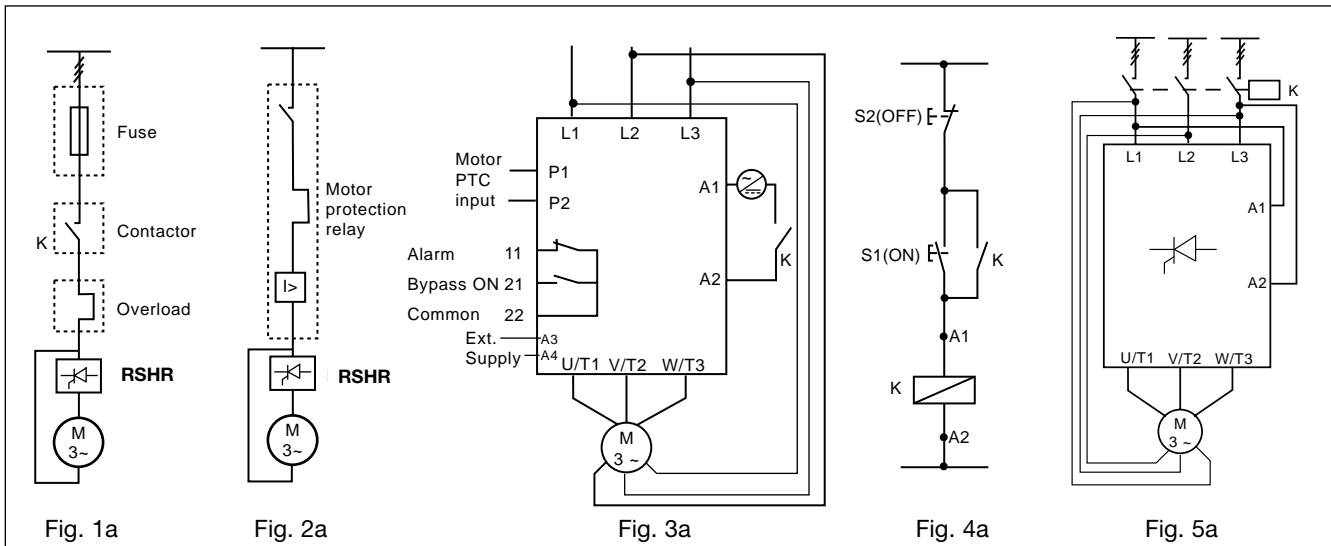 Fuse
K
Contactor
Overload
RSHR
M
3~
Fig. 1a
Motor
protection
relay
I>
RSHR
M
3~
Fig. 2a
L1 L2 L3
Motor
PTC
input
P1
P2
A1
A2
K
Alarm 11
Bypass ON 21
Common 22
Ext. A3
Supply A4
U/T1 V/T2 W/T3
M
3 ~
Fig. 3a
S2(OFF)
S1(ON)
K
A1
K
A2
Fig. 4a
K
L1 L2 L3
A1
A2
U/T1 V/T2 W/T3
M
3 ~
Fig. 5a